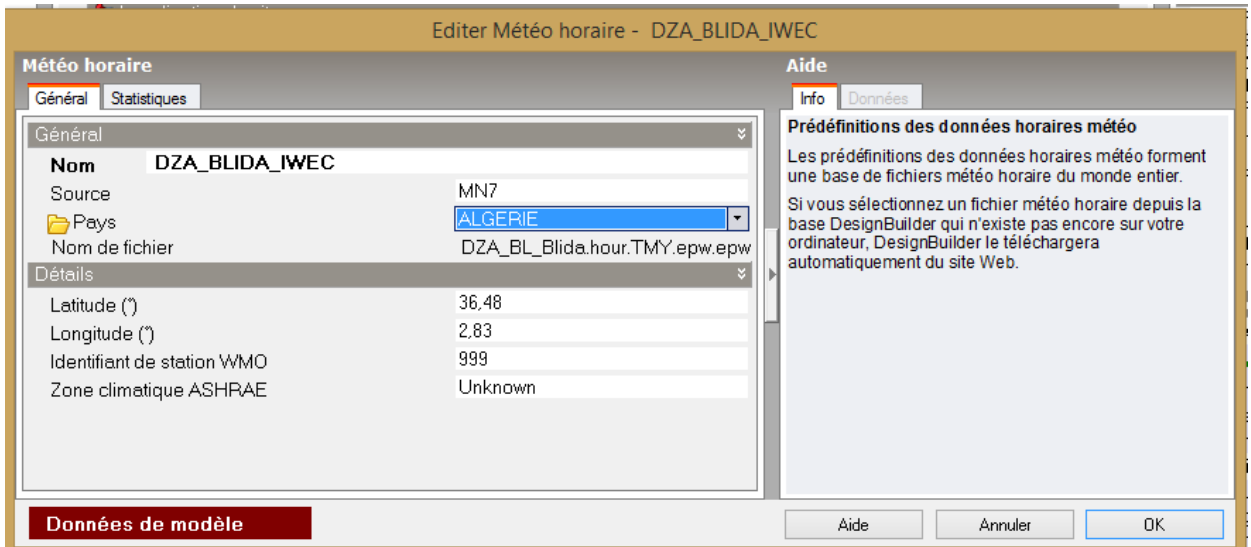 Editer Météo horaire - DZA_BLIDA_IWEC
Météo horaire
Général Statistiques
Général
Nom DZA_BLIDA_IWEC
Source MN7
Pays ALGERIE
Nom de fichier DZA_BL_Blida.hour.TMY.epw.epw
Détails
Latitude (°) 36,48
Longitude (°) 2,83
Identifiant de station WMO 999
Zone climatique ASHRAE Unknown
Données de modèle
Aide
Info Données
Prédéfinitions des données horaires météo
Les prédéfinitions des données horaires météo forment
une base de fichiers météo horaire du monde entier.
Si vous sélectionnez un fichier météo horaire depuis la
base DesignBuilder qui n'existe pas encore sur votre
ordinateur, DesignBuilder le téléchargera
automatiquement du site Web.
Aide Annuler OK